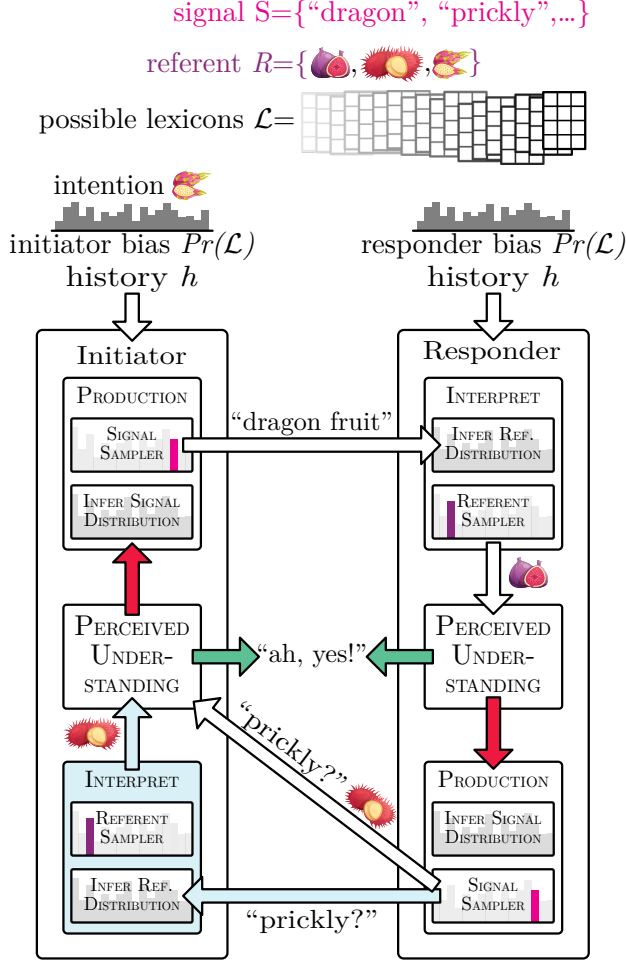 signal S={“dragon”, “prickly”,...}
referent R={ , , }
possible lexicons ℒ=
intention
initiator bias Pr(ℒ)
history h
responder bias Pr(ℒ)
history h
Initiator
PRODUCTION
SIGNAL
SAMPLER
INFER SIGNAL
DISTRIBUTION
“dragon fruit”
Responder
INTERPRET
INFER REF.
DISTRIBUTION
REFERENT
SAMPLER
PERCEIVED
UNDER-
STANDING
“ah, yes!”
PERCEIVED
UNDER-
STANDING
“prickly?”
INTERPRET
REFERENT
SAMPLER
INFER REF.
DISTRIBUTION
“prickly?”
PRODUCTION
INFER SIGNAL
DISTRIBUTION
SIGNAL
SAMPLER